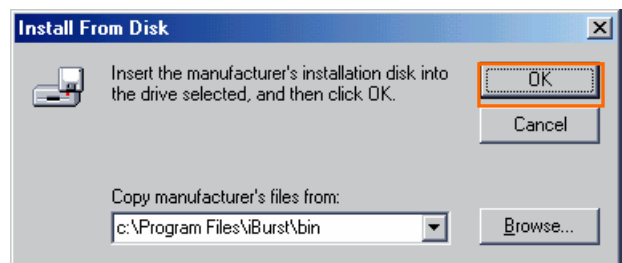 Install From Disk
Insert the manufacturer's installation disk into
the drive selected, and then click OK.
OK
Cancel
Copy manufacturer's files from:
c:\Program Files\iBurst\bin
Browse...